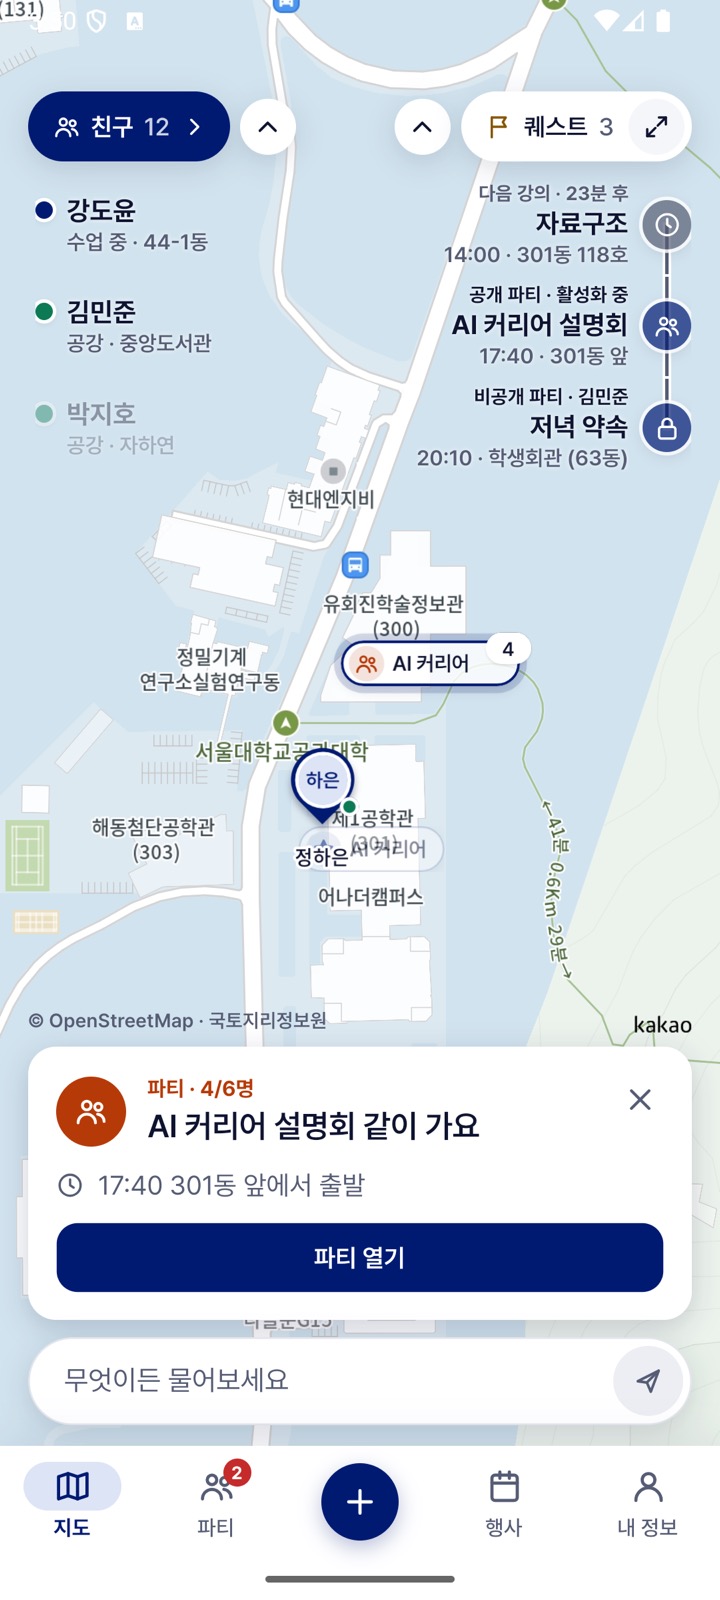 (131)
친구 12
퀘스트 3
강도윤
수업 중 · 44-1동
김민준
공강 · 중앙도서관
박지호
공강 · 자하연
다음 강의 · 23분 후
자료구조
14:00 · 301동 118호
공개 파티 · 활성화 중
AI 커리어 설명회
17:40 · 301동 앞
비공개 파티 · 김민준
저녁 약속
20:10 · 학생회관 (63동)
현대엔지비
유회진학술정보관
(300)
AI 커리어
4
정밀기계
연구소실험연구동
서울대학교공과대학
하은
제1공학관
(301)
AI 커리어
정하은
해동첨단공학관
(303)
어나더캠퍼스
←41분 0.6Km 29분→
© OpenStreetMap · 국토지리정보원
kakao
파티 · 4/6명
AI 커리어 설명회 같이 가요
17:40 301동 앞에서 출발
파티 열기
무엇이든 물어보세요
2
지도
파티
행사
내 정보